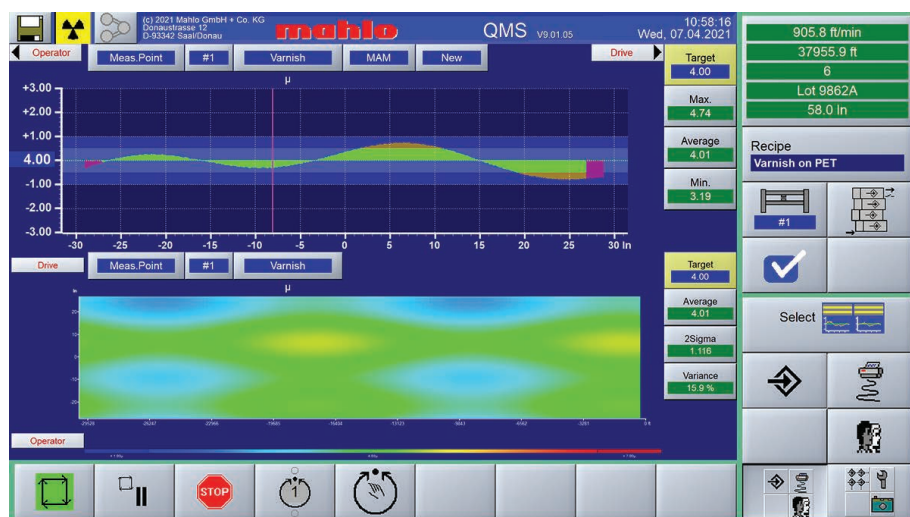 (c) 2021 Mahlo GmbH + Co. KG
Donaustrasse 12
D-93342 Saal/Donau
mahlo
QMS V9.01.05
10:58:16
Wed, 07.04.2021
Operator
Meas.Point #1 Varnish MAM New
Drive
µ
+3.00
+2.00
+1.00
4.00
-1.00
-2.00
-3.00
-30 -25 -20 -15 -10 -5 0 5 10 15 20 25 30 In
Target
4.00
Max.
4.74
Average
4.01
Min.
3.19
Drive
Meas.Point #1 Varnish
µ
Target
4.00
Average
4.01
2Sigma
1.116
Variance
15.9 %
Operator
905.8 ft/min
37955.9 ft
6
Lot 9862A
58.0 In
Recipe
Varnish on PET
#1
Select
STOP
1